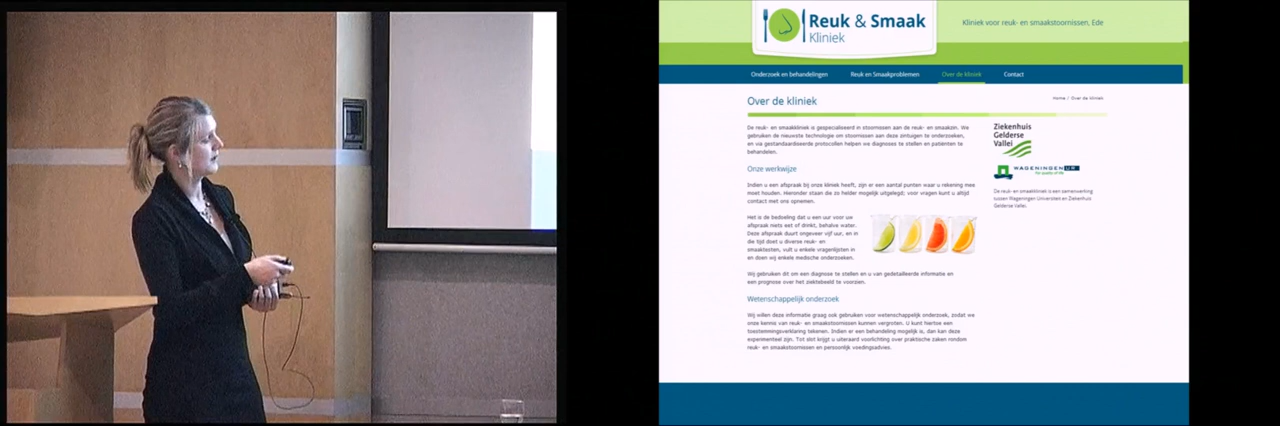 Reuk & Smaak
Kliniek
Kliniek voor reuk- en smaakstoornissen, Ede
Onderzoek en behandelingen
Reuk en Smaakproblemen
Over de kliniek
Contact
Over de kliniek
Home / Over de kliniek
De reuk- en smaakkliniek is gespecialiseerd in stoornissen aan de reuk- en smaakzin. We
gebruiken de nieuwste technologie om stoornissen aan deze zintuigen te onderzoeken,
en via gestandaardiseerde protocollen helpen we diagnoses te stellen en patiënten te
behandelen.
Onze werkwijze
Indien u een afspraak bij onze kliniek heeft, zijn er een aantal punten waar u rekening mee
moet houden. Hieronder staan die zo helder mogelijk uitgelegd; voor vragen kunt u altijd
contact met ons opnemen.
Het is de bedoeling dat u een uur voor uw
afspraak niets eet of drinkt, behalve water.
Deze afspraak duurt ongeveer vijf uur, en in
die tijd doet u diverse reuk- en
smaaktesten, vult u enkele vragenlijsten in
en doen wij enkele medische onderzoeken.
Wij gebruiken dit om een diagnose te stellen en u van gedetailleerde informatie en
een prognose over het ziektebeeld te voorzien.
Wetenschappelijk onderzoek
Wij willen deze informatie graag ook gebruiken voor wetenschappelijk onderzoek, zodat we
onze kennis van reuk- en smaakstoornissen kunnen vergroten. U kunt hiertoe een
toestemmingsverklaring tekenen. Indien er een behandeling mogelijk is, dan kan deze
experimenteel zijn. Tot slot krijgt u uiteraard voorlichting over praktische zaken rondom
reuk- en smaakstoornissen en persoonlijk voedingsadvies.
Ziekenhuis
Gelderse
Vallei
WAGENINGEN UR
For quality of life
De reuk- en smaakkliniek is een samenwerking
tussen Wageningen Universiteit en Ziekenhuis
Gelderse Vallei.